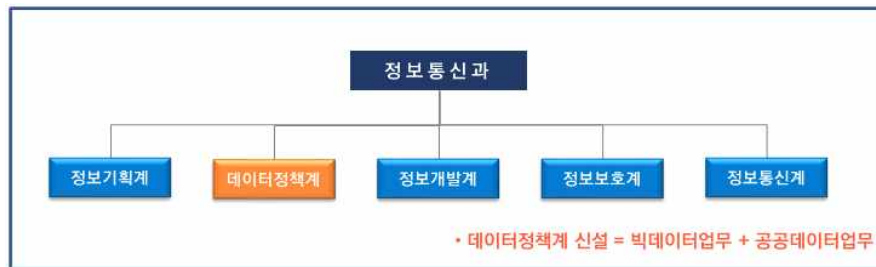 정보통신과
정보기획계 데이터정책계 정보개발계 정보보호계 정보통신계
• 데이터정책계 신설 = 빅데이터업무 + 공공데이터업무